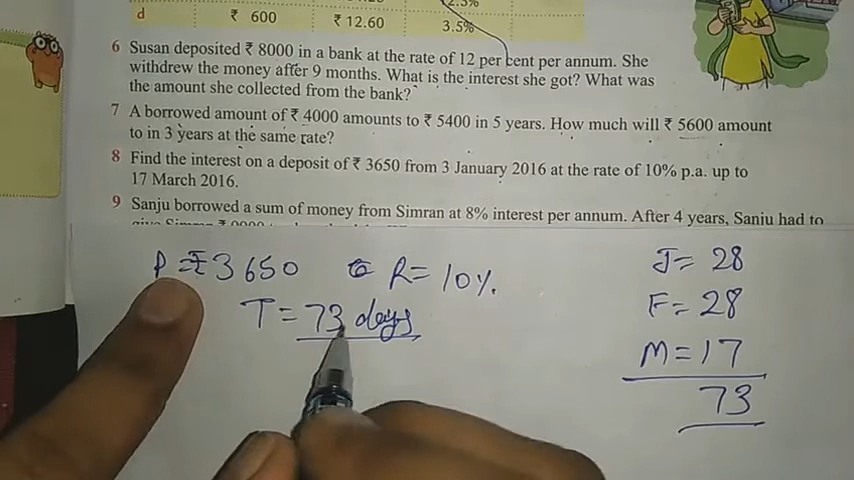 12.5%
d ₹ 600 ₹ 12.60 3.5%
6 Susan deposited ₹ 8000 in a bank at the rate of 12 per cent per annum. She
withdrew the money after 9 months. What is the interest she got? What was
the amount she collected from the bank?
7 A borrowed amount of ₹ 4000 amounts to ₹ 5400 in 5 years. How much will ₹ 5600 amount
to in 3 years at the same rate?
8 Find the interest on a deposit of ₹ 3650 from 3 January 2016 at the rate of 10% p.a. up to
17 March 2016.
9 Sanju borrowed a sum of money from Simran at 8% interest per annum. After 4 years, Sanju had to
give Simran ₹
P = ₹ 3650 R = 10%
T = 73 days
J = 28
F = 28
M = 17
73